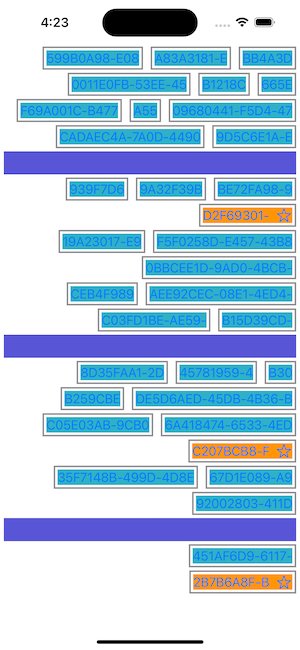 4:23
599B0A98-E08 A83A3181-E BB4A3D
0011E0FB-53EE-45 B1218C 665E
F69A001C-B477 A55 09680441-F5D4-47
CADAEC4A-7A0D-4490 9D5C6E1A-E
939F7D6 9A32F39B BE72FA98-9
D2F69301- ☆
19A23017-E9 F5F0258D-E457-43B8
0BBCEE1D-9AD0-4BCB-
CEB4F989 AEE92CEC-08E1-4ED4-
C03FD1BE-AE59- B15D39CD-
8D35FAA1-2D 45781959-4 B30
B259CBE DE5D6AED-45DB-4B36-B
C05E03AB-9CB0 6A418474-6533-4ED
C207BCB8-F ☆
35F7148B-499D-4D8E 67D1E089-A9
92002803-411D
451AF6D9-6117-
2B7B6A8F-B ☆